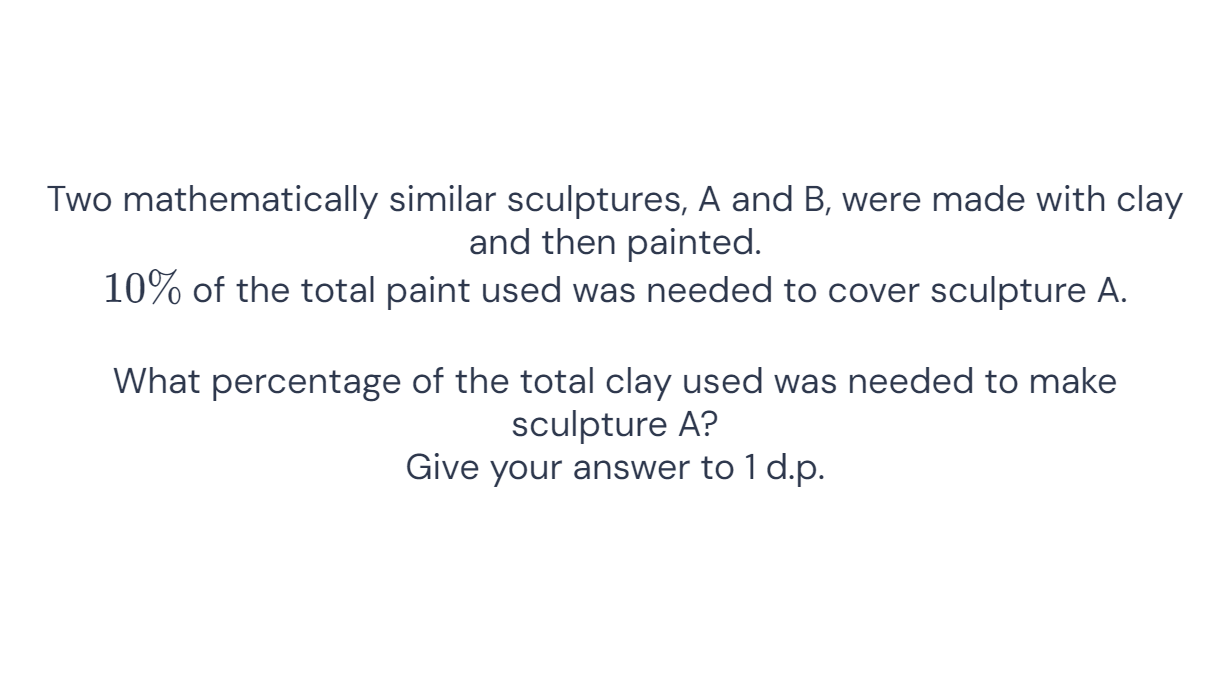 Two mathematically similar sculptures, A and B, were made with clay
and then painted.
10% of the total paint used was needed to cover sculpture A.
What percentage of the total clay used was needed to make
sculpture A?
Give your answer to 1 d.p.